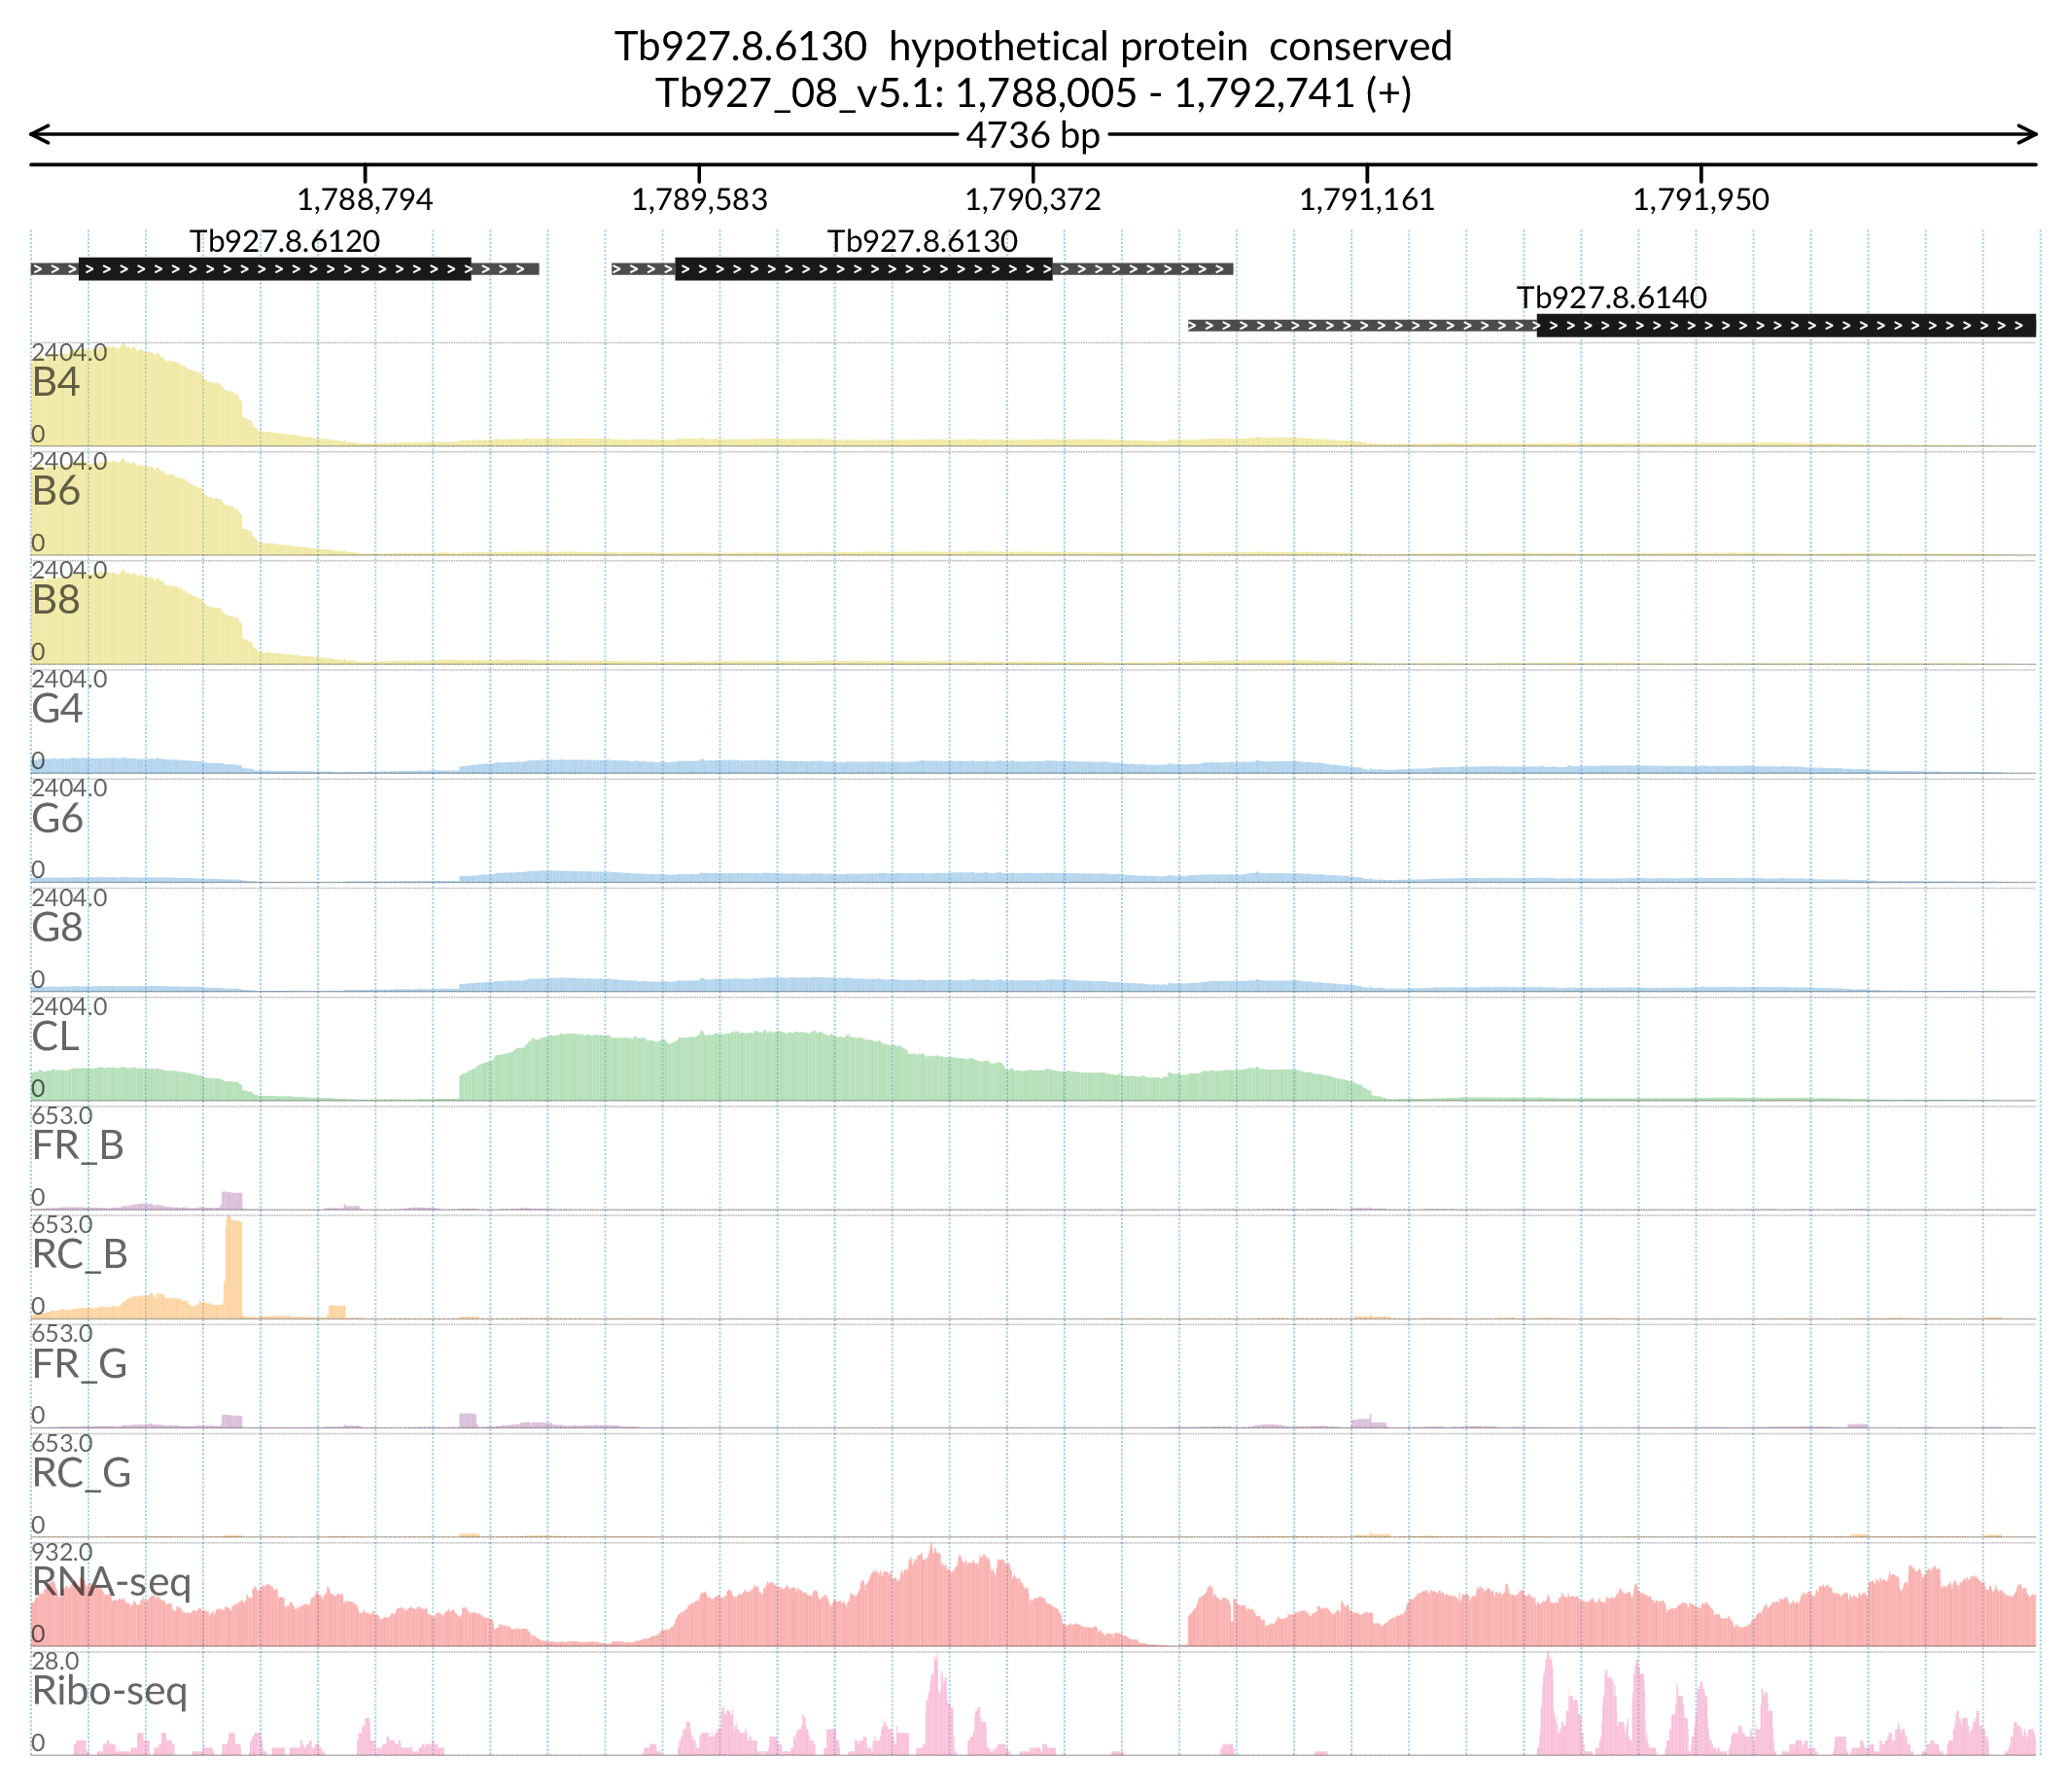 Tb927.8.6130  hypothetical protein  conserved
Tb927_08_v5.1: 1,788,005 - 1,792,741 (+)
4736 bp
1,788,794 1,789,583 1,790,372 1,791,161 1,791,950
Tb927.8.6120 Tb927.8.6130
Tb927.8.6140
2404.0
B4
0
2404.0
B6
0
2404.0
B8
0
2404.0
G4
0
2404.0
G6
0
2404.0
G8
0
2404.0
CL
0
653.0
FR_B
0
653.0
RC_B
0
653.0
FR_G
0
653.0
RC_G
0
932.0
RNA-seq
0
28.0
Ribo-seq
0